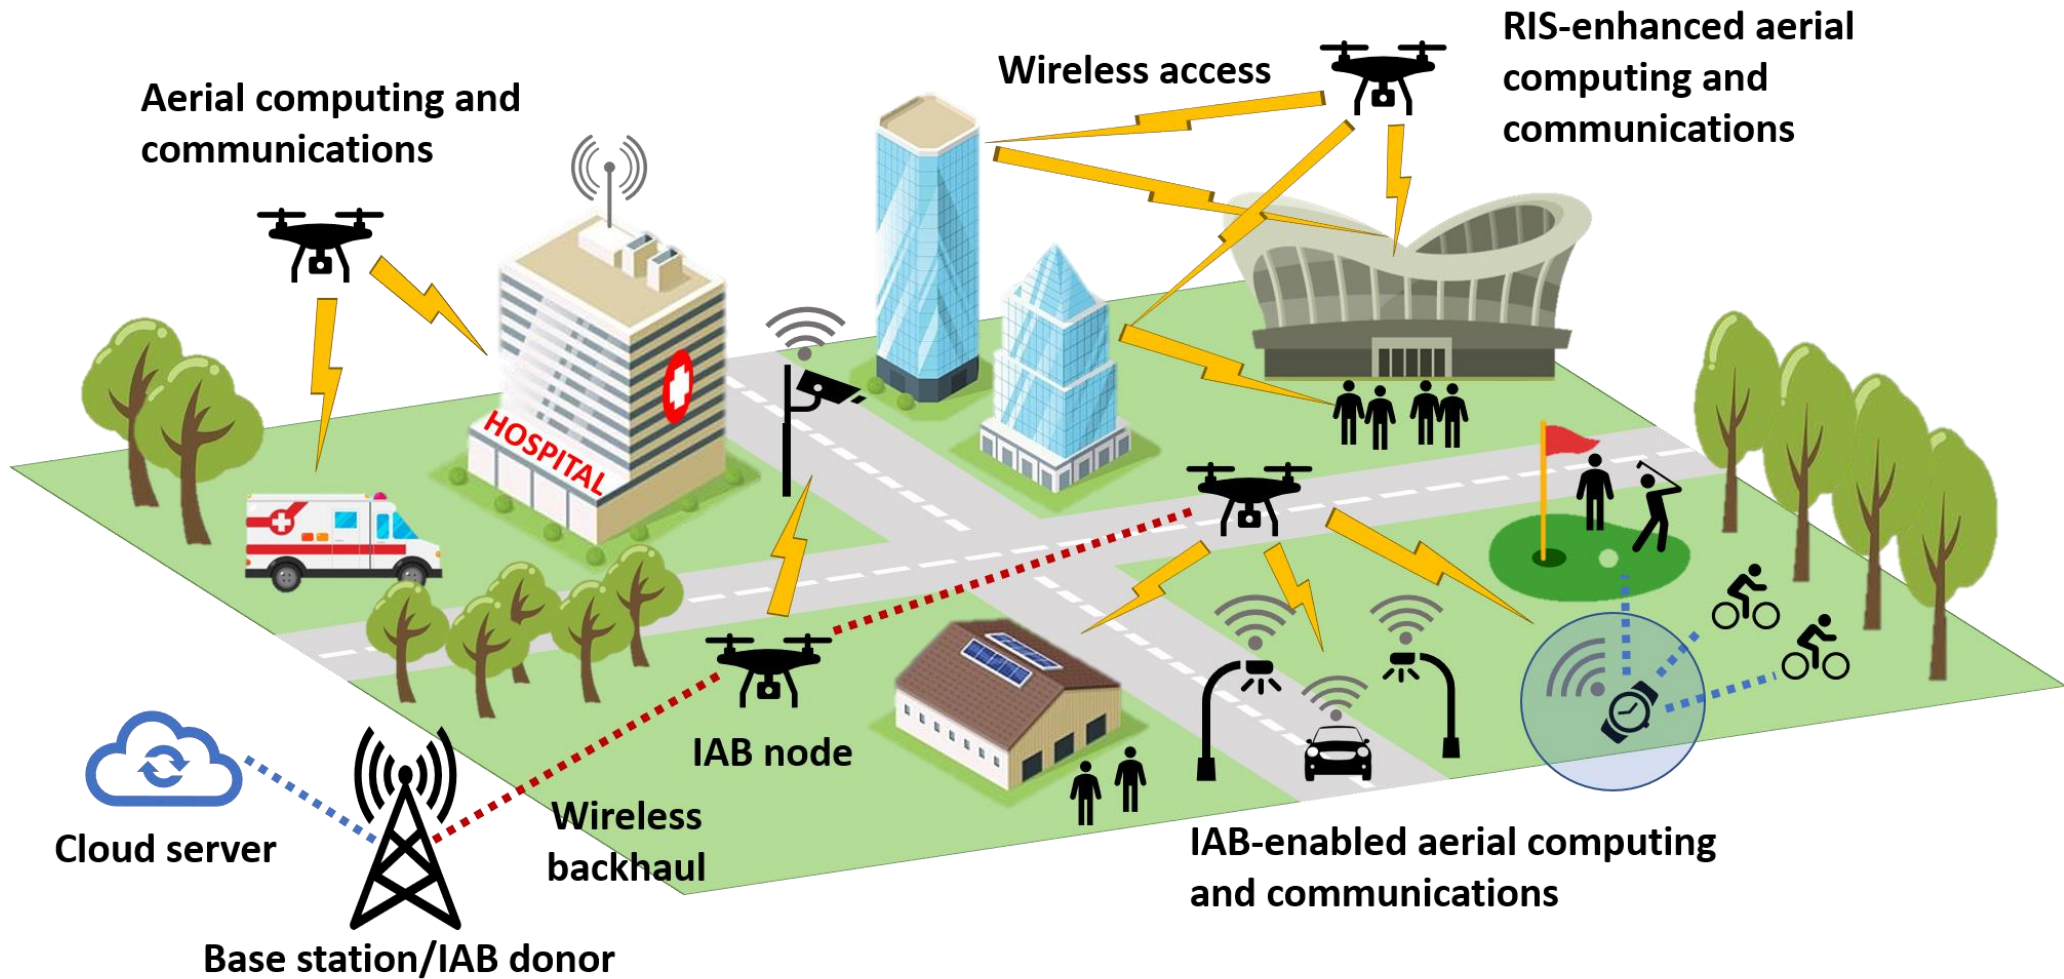 RIS-enhanced aerial
computing and
communications
Wireless access
Aerial computing and
communications
HOSPITAL
IAB node
Wireless
backhaul
Cloud server
IAB-enabled aerial computing
and communications
Base station/IAB donor